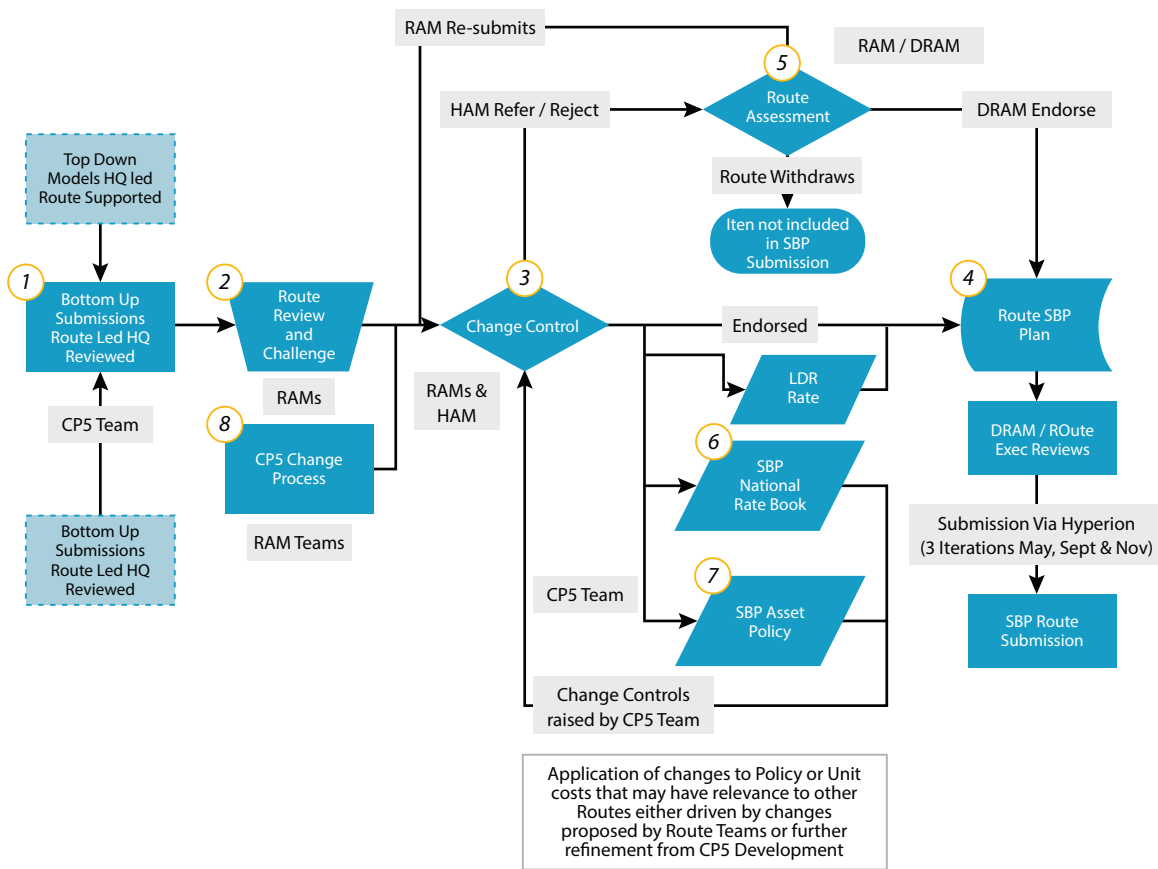 RAM Re-submits
5
RAM / DRAM
HAM Refer / Reject
Route
Assessment
DRAM Endorse
Top Down
Models HQ led
Route Supported
Route Withdraws
Iten not included
in SBP
Submission
1
Bottom Up
Submissions
Route Led HQ
Reviewed
2
Route
Review
and
Challenge
3
Change Control
Endorsed
4
Route SBP
Plan
RAMs
RAMs &
HAM
LDR
Rate
CP5 Team
8
CP5 Change
Process
6
SBP
National
Rate Book
DRAM / ROute
Exec Reviews
Bottom Up
Submissions
Route Led HQ
Reviewed
RAM Teams
Submission Via Hyperion
(3 Iterations May, Sept & Nov)
CP5 Team
7
SBP Asset
Policy
SBP Route
Submission
Change Controls
raised by CP5 Team
Application of changes to Policy or Unit
costs that may have relevance to other
Routes either driven by changes
proposed by Route Teams or further
refinement from CP5 Development